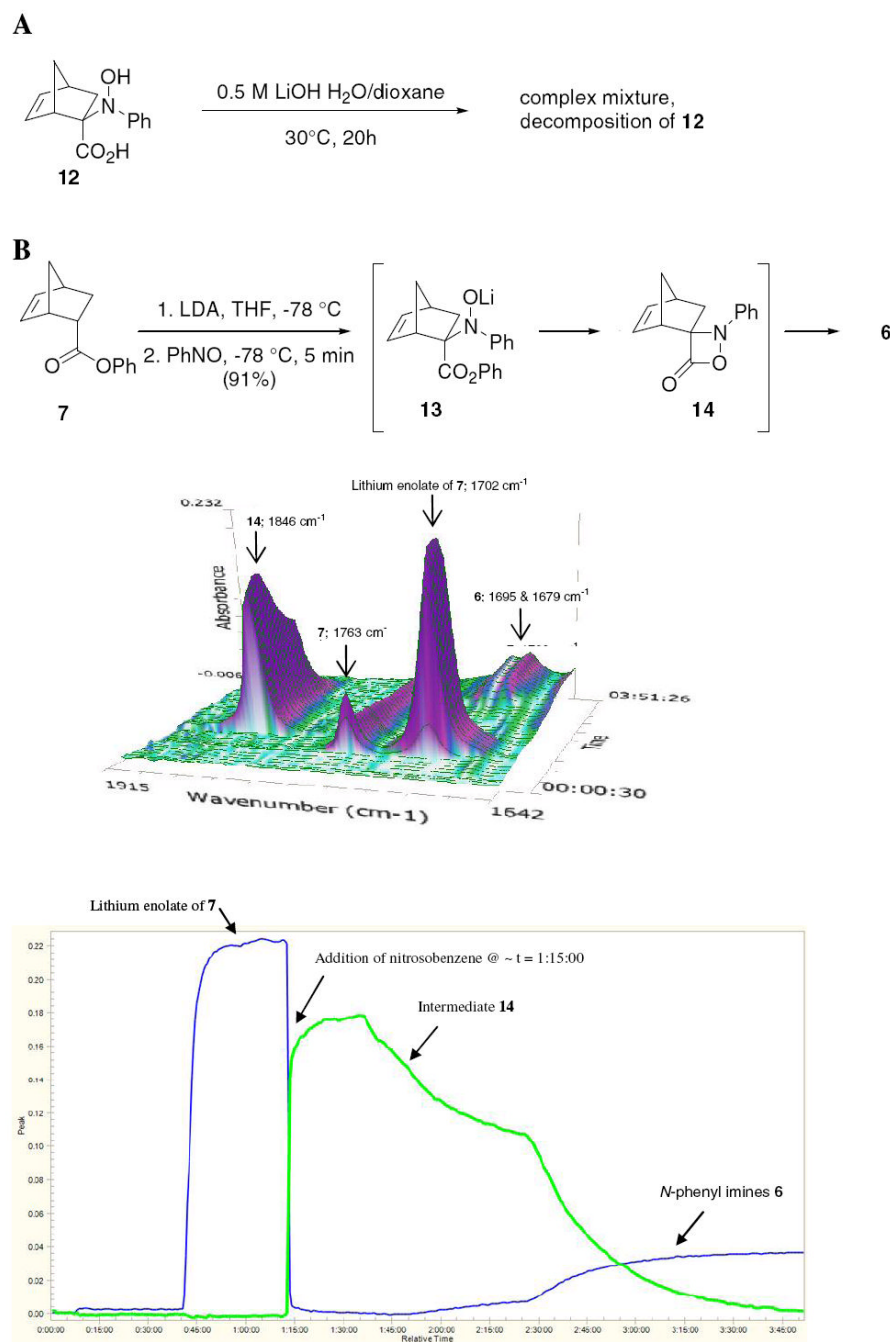 A
OH
N
Ph
CO₂H
12
0.5 M LiOH H₂O/dioxane
30°C, 20h
complex mixture,
decomposition of 12
B
O
OPh
7
1. LDA, THF, -78 °C
2. PhNO, -78 °C, 5 min
(91%)
OLi
N
Ph
CO₂Ph
13
N
Ph
O
O
14
6
Lithium enolate of 7; 1702 cm⁻¹
0.232
14; 1846 cm⁻¹
Absorbance
6; 1695 & 1679 cm⁻¹
7; 1763 cm⁻
-0.006
03:51:26
Time
00:00:30
1915
Wavenumber (cm-1)
1642
Lithium enolate of 7
0.22
Addition of nitrosobenzene @ ~ t = 1:15:00
0.20
0.18
Intermediate 14
0.16
0.14
0.12
Peak
0.10
0.08
N-phenyl imines 6
0.06
0.04
0.02
0.00
0:00:00 0:15:00 0:30:00 0:45:00 1:00:00 1:15:00 1:30:00 1:45:00 2:00:00 2:15:00 2:30:00 2:45:00 3:00:00 3:15:00 3:30:00 3:45:00
Relative Time